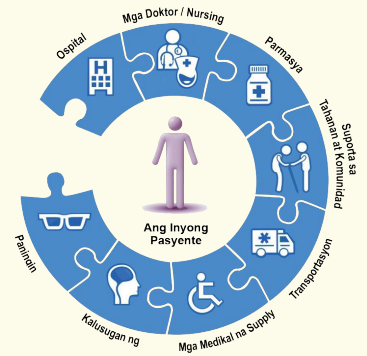 Ospital
Mga Doktor / Nursing
Parmasya
Suporta sa
Tahanan at Komunidad
Transportasyon
Mga Medikal na Supply
Kalusugan ng
Paningin
Ang Inyong
Pasyente